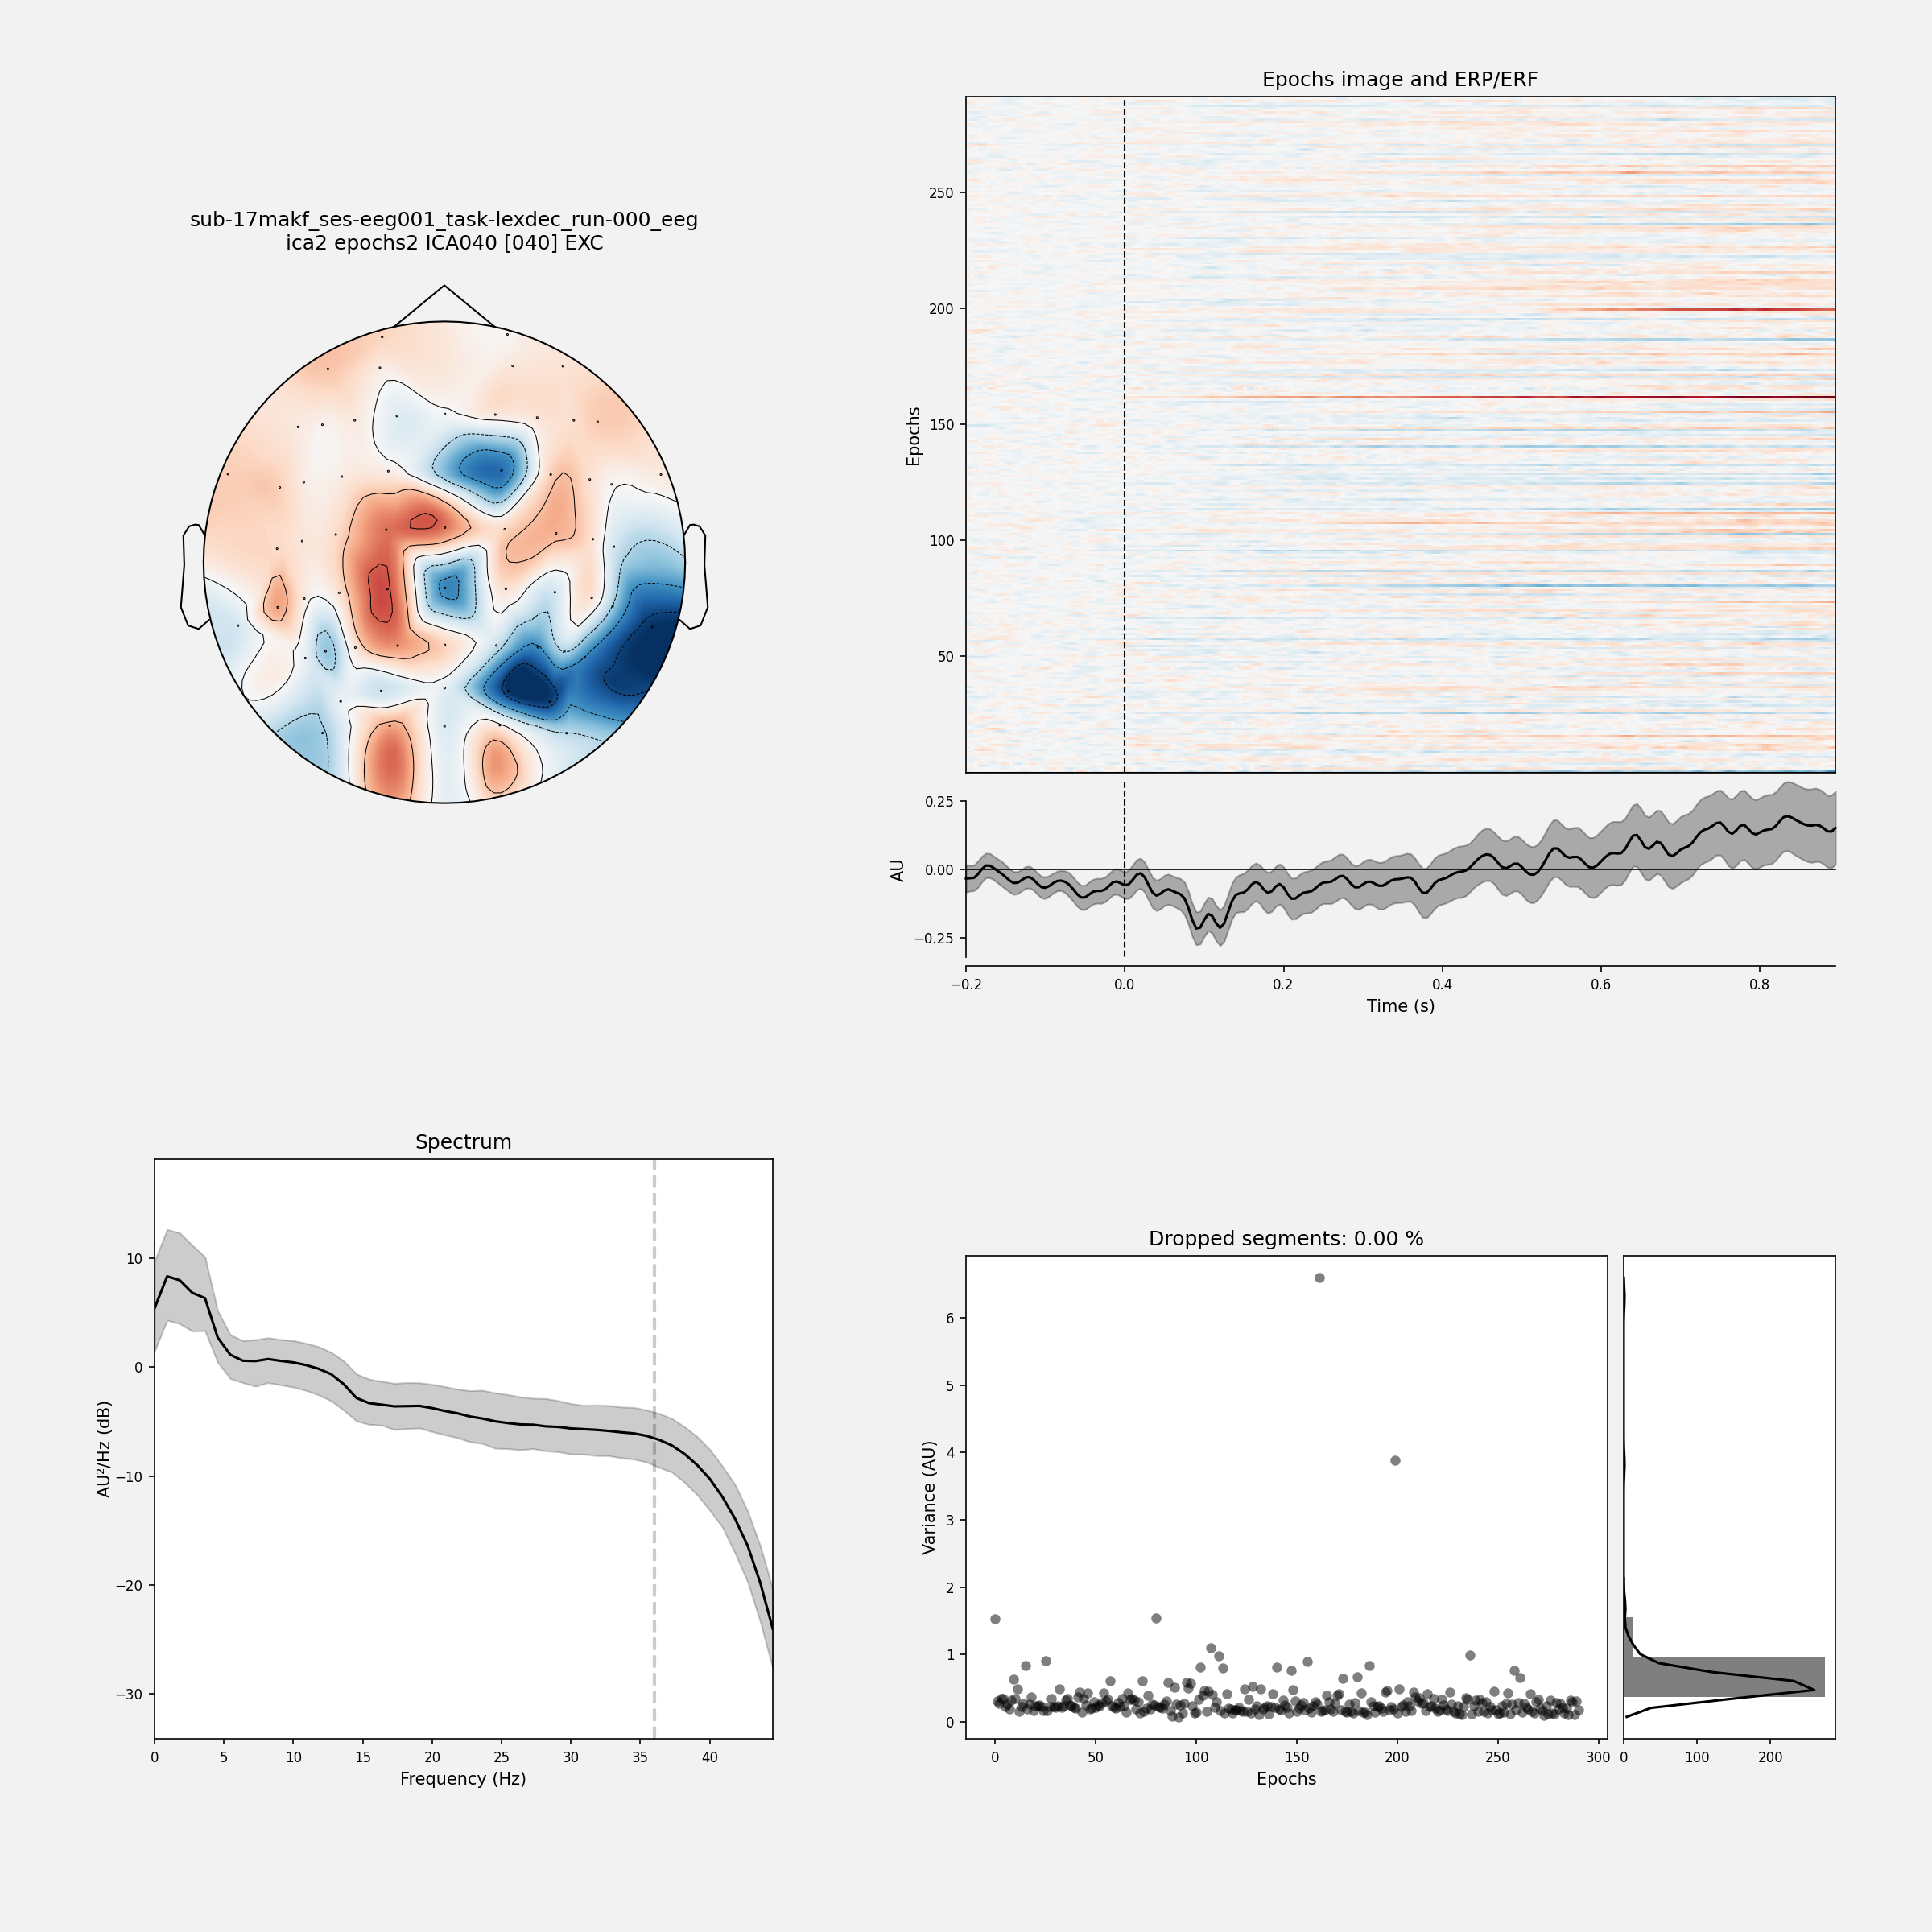 sub-17makf_ses-eeg001_task-lexdec_run-000_eeg
ica2 epochs2 ICA040 [040] EXC
Epochs image and ERP/ERF
250
200
150
100
50
Epochs
0.25
0.00
−0.25
AU
−0.2 0.0 0.2 0.4 0.6 0.8
Time (s)
Spectrum
10
0
−10
−20
−30
AU²/Hz (dB)
0 5 10 15 20 25 30 35 40
Frequency (Hz)
Dropped segments: 0.00 %
6
5
4
3
2
1
0
Variance (AU)
0 50 100 150 200 250 300
Epochs
0 100 200